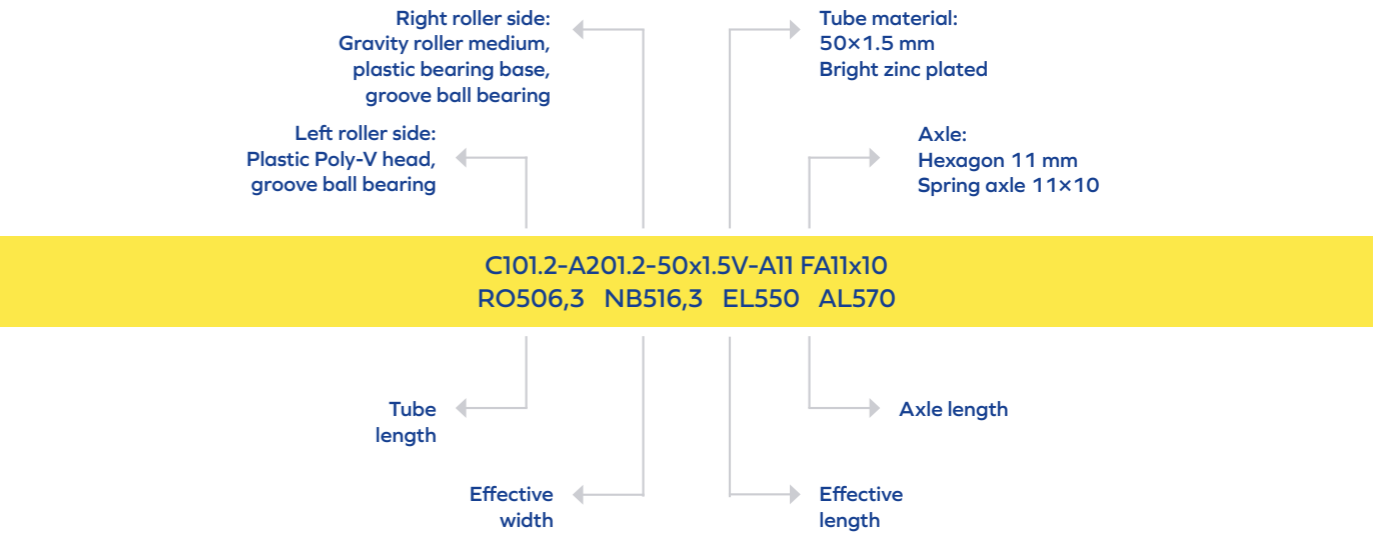 Right roller side:
Gravity roller medium,
plastic bearing base,
groove ball bearing
Tube material:
50×1.5 mm
Bright zinc plated
Left roller side:
Plastic Poly-V head,
groove ball bearing
Axle:
Hexagon 11 mm
Spring axle 11×10
C101.2-A201.2-50x1.5V-A11 FA11x10
RO506,3 NB516,3 EL550 AL570
Tube
length
Axle length
Effective
width
Effective
length